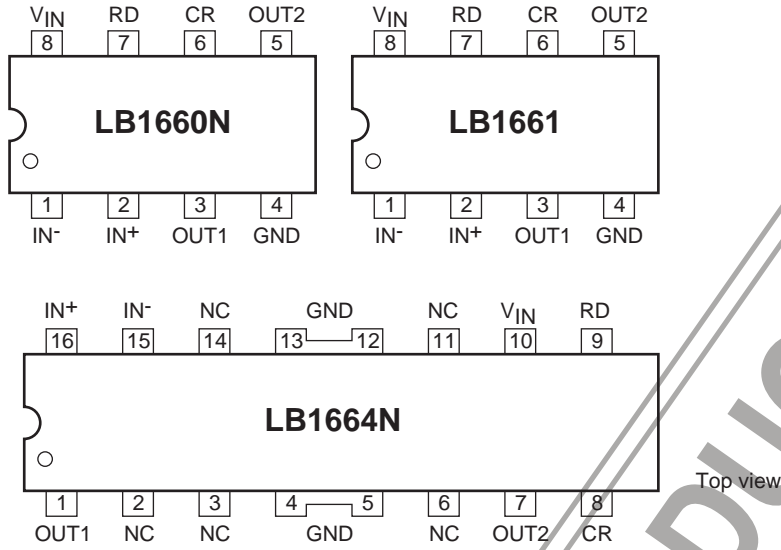 VIN RD CR OUT2 VIN RD CR OUT2
8 7 6 5 8 7 6 5
LB1660N LB1661
1 2 3 4 1 2 3 4
IN- IN+ OUT1 GND IN- IN+ OUT1 GND
IN+ IN- NC GND NC VIN RD
16 15 14 13 12 11 10 9
LB1664N
Top view
1 2 3 4 5 6 7 8
OUT1 NC NC GND NC OUT2 CR